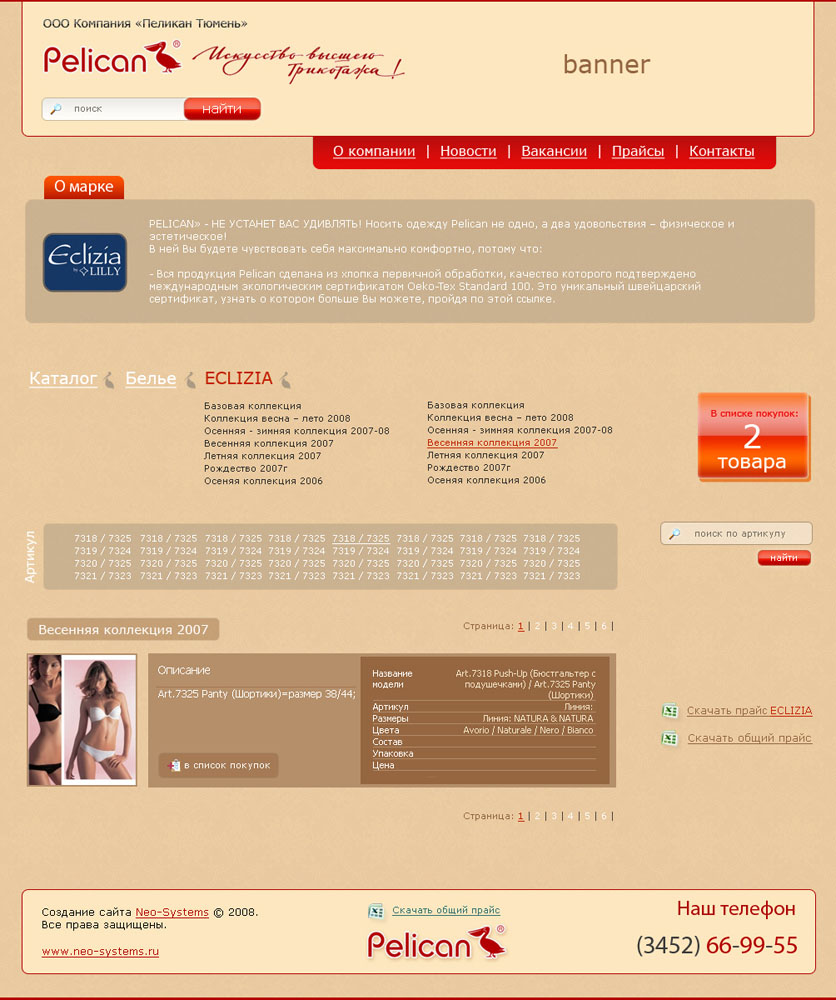 ООО Компания «Пеликан Тюмень»
Pelican®
Искусство высшего
Трикотажа!
banner
поиск
найти
О компании | Новости | Вакансии | Прайсы | Контакты
О марке
Eclizia
by LILLY
PELICAN» - НЕ УСТАНЕТ ВАС УДИВЛЯТЬ! Носить одежду Pelican не одно, а два удовольствия – физическое и
эстетическое!
В ней Вы будете чувствовать себя максимально комфортно, потому что:
- Вся продукция Pelican сделана из хлопка первичной обработки, качество которого подтверждено
международным экологическим сертификатом Oeko-Tex Standard 100. Это уникальный швейцарский
сертификат, узнать о котором больше Вы можете, пройдя по этой ссылке.
Каталог Белье ECLIZIA
Базовая коллекция
Коллекция весна – лето 2008
Осенняя - зимняя коллекция 2007-08
Весенняя коллекция 2007
Летняя коллекция 2007
Рождество 2007г
Осеняя коллекция 2006
Базовая коллекция
Коллекция весна – лето 2008
Осенняя - зимняя коллекция 2007-08
Весенняя коллекция 2007
Летняя коллекция 2007
Рождество 2007г
Осеняя коллекция 2006
В списке покупок:
2
товара
Артикул
7318 / 7325 7318 / 7325 7318 / 7325 7318 / 7325 7318 / 7325 7318 / 7325 7318 / 7325 7318 / 7325
7319 / 7324 7319 / 7324 7319 / 7324 7319 / 7324 7319 / 7324 7319 / 7324 7319 / 7324 7319 / 7324
7320 / 7325 7320 / 7325 7320 / 7325 7320 / 7325 7320 / 7325 7320 / 7325 7320 / 7325 7320 / 7325
7321 / 7323 7321 / 7323 7321 / 7323 7321 / 7323 7321 / 7323 7321 / 7323 7321 / 7323 7321 / 7323
поиск по артикулу
найти
Весенняя коллекция 2007
Страница: 1 | 2 | 3 | 4 | 5 | 6 |
Описание
Art.7325 Panty (Шортики)=размер 38/44;
в список покупок
Название Art.7318 Push-Up (Бюстгальтер с
модели подушечками) / Art.7325 Panty
(Шортики)
Артикул Линия:
Размеры Линия: NATURA & NATURA
Цвета Avorio / Naturale / Nero / Bianco
Состав
Упаковка
Цена
Скачать прайс ECLIZIA
Скачать общий прайс
Страница: 1 | 2 | 3 | 4 | 5 | 6 |
Создание сайта Neo-Systems © 2008.
Все права защищены.
www.neo-systems.ru
Скачать общий прайс
Pelican®
Наш телефон
(3452) 66-99-55